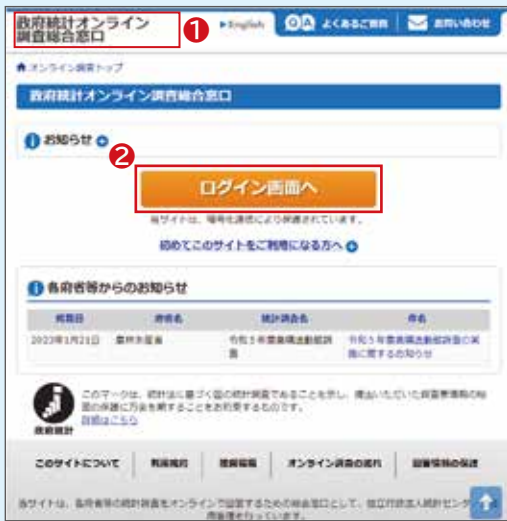 政府統計オンライン
調査総合窓口
❶
▶English
QA よくあるご質問
お問い合わせ
オンライン調査トップ
政府統計オンライン調査総合窓口
お知らせ
❷
ログイン画面へ
当サイトは、暗号化通信により保護されています。
初めてこのサイトをご利用になる方へ
各府省等からのお知らせ
掲載日 府省名 統計調査名 件名
2023年1月21日 農林水産省 令和5年農業構造動態調 令和5年農業構造動態調査の実
査 施に関するお知らせ
このマークは、統計法に基づく国の統計調査であることを示し、提出いただいた調査票情報の秘
密の保護に万全を期することをお約束するものです。
詳細はこちら
政府統計
このサイトについて 利用規約 推奨環境 オンライン調査の流れ 回答情報の保護
当サイトは、各府省等の統計調査をオンラインで回答するための総合窓口として、独立行政法人統計センターが
運用管理を行っています。